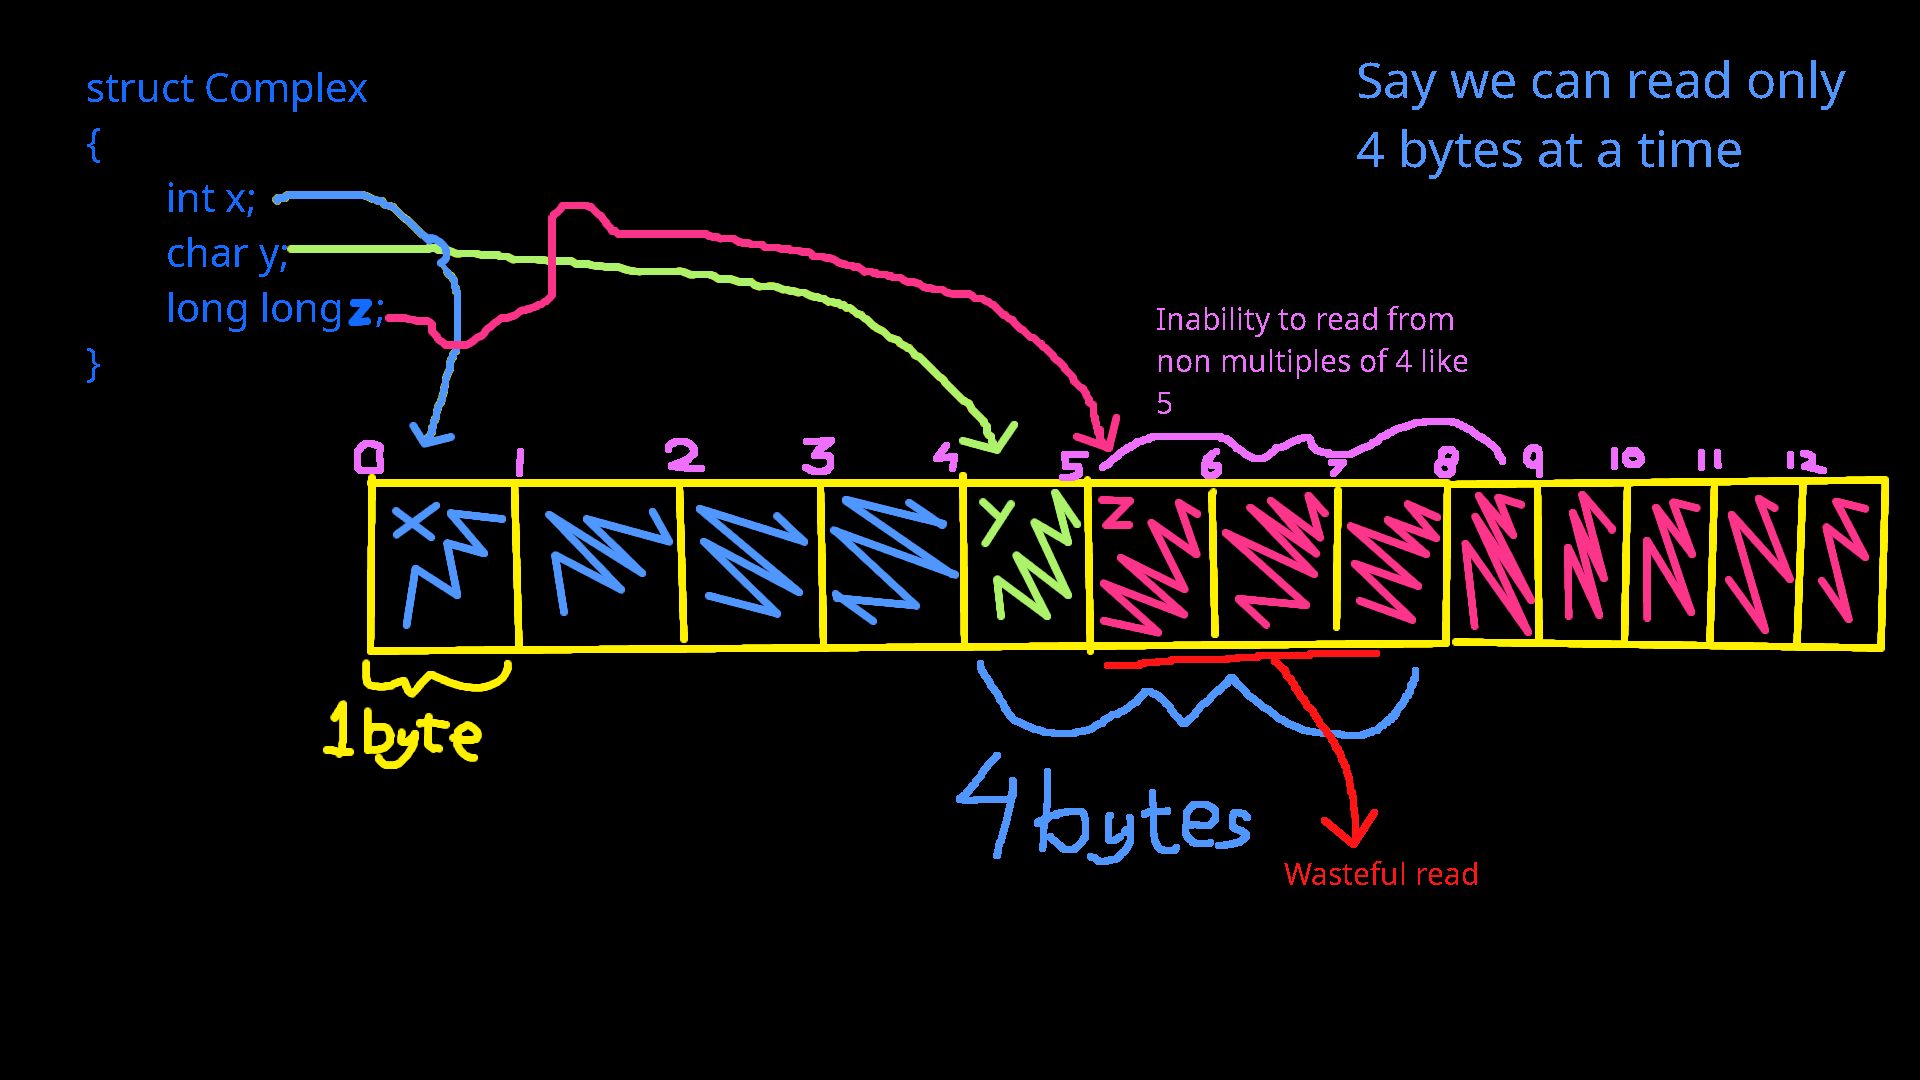 struct Complex
{
int x;
char y;
long long z;
}
Say we can read only
4 bytes at a time
Inability to read from
non multiples of 4 like
5
0 1 2 3 4 5 6 7 8 9 10 11 12
X Y Z
1 byte
4 bytes
Wasteful read